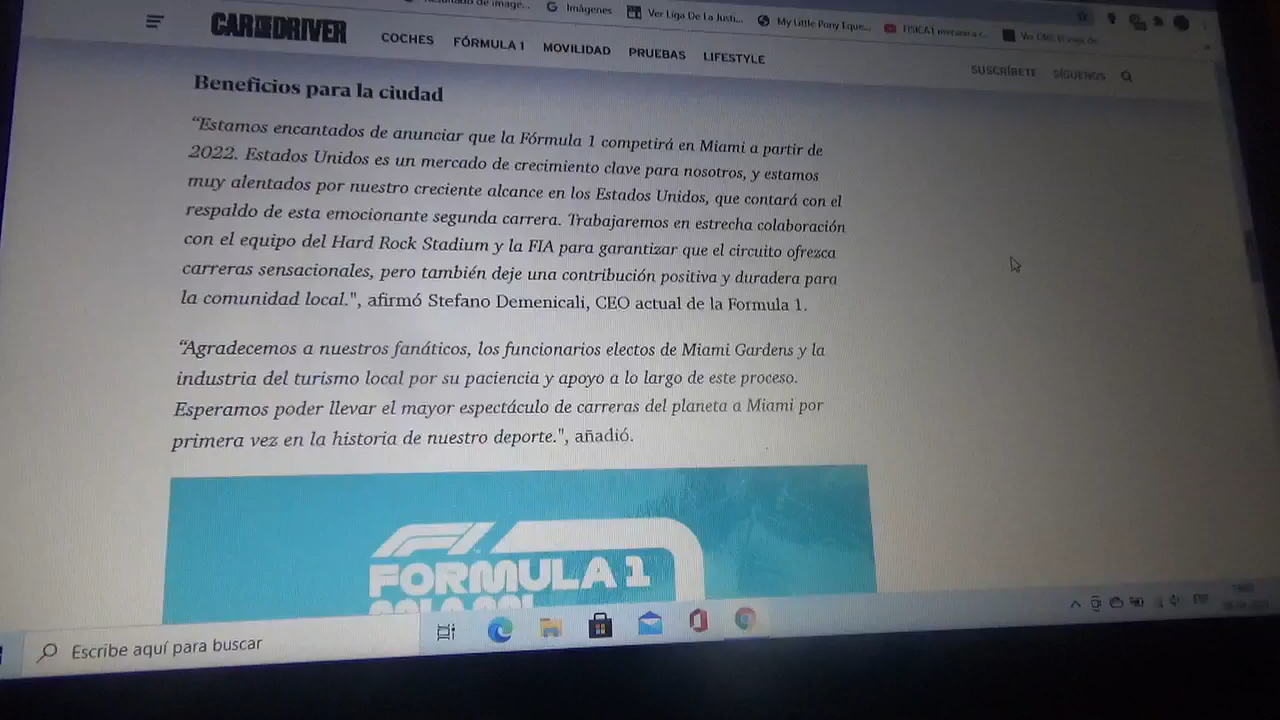 Imágenes
Ver Liga De La Justi...
My Little Pony Eque...
CAR AND DRIVER
COCHES FÓRMULA 1 MOVILIDAD PRUEBAS LIFESTYLE
SUSCRÍBETE SÍGUENOS
Beneficios para la ciudad
“Estamos encantados de anunciar que la Fórmula 1 competirá en Miami a partir de
2022. Estados Unidos es un mercado de crecimiento clave para nosotros, y estamos
muy alentados por nuestro creciente alcance en los Estados Unidos, que contará con el
respaldo de esta emocionante segunda carrera. Trabajaremos en estrecha colaboración
con el equipo del Hard Rock Stadium y la FIA para garantizar que el circuito ofrezca
carreras sensacionales, pero también deje una contribución positiva y duradera para
la comunidad local.", afirmó Stefano Demenicali, CEO actual de la Formula 1.
“Agradecemos a nuestros fanáticos, los funcionarios electos de Miami Gardens y la
industria del turismo local por su paciencia y apoyo a lo largo de este proceso.
Esperamos poder llevar el mayor espectáculo de carreras del planeta a Miami por
primera vez en la historia de nuestro deporte.", añadió.
FORMULA 1
Escribe aquí para buscar